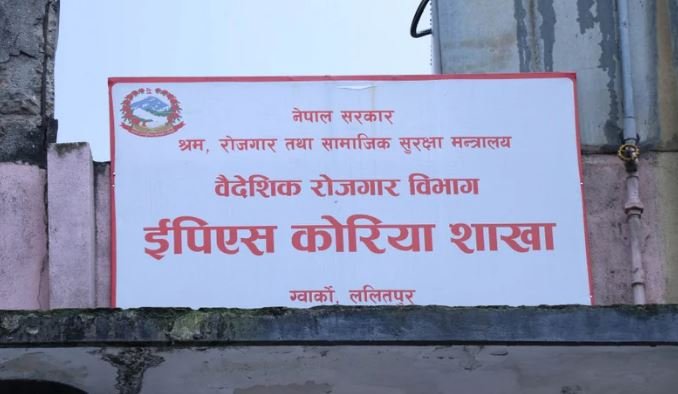 नेपाल सरकार
श्रम, रोजगार तथा सामाजिक सुरक्षा मन्त्रालय
वैदेशिक रोजगार विभाग
ईपिएस कोरिया शाखा
ग्वार्को, ललितपुर